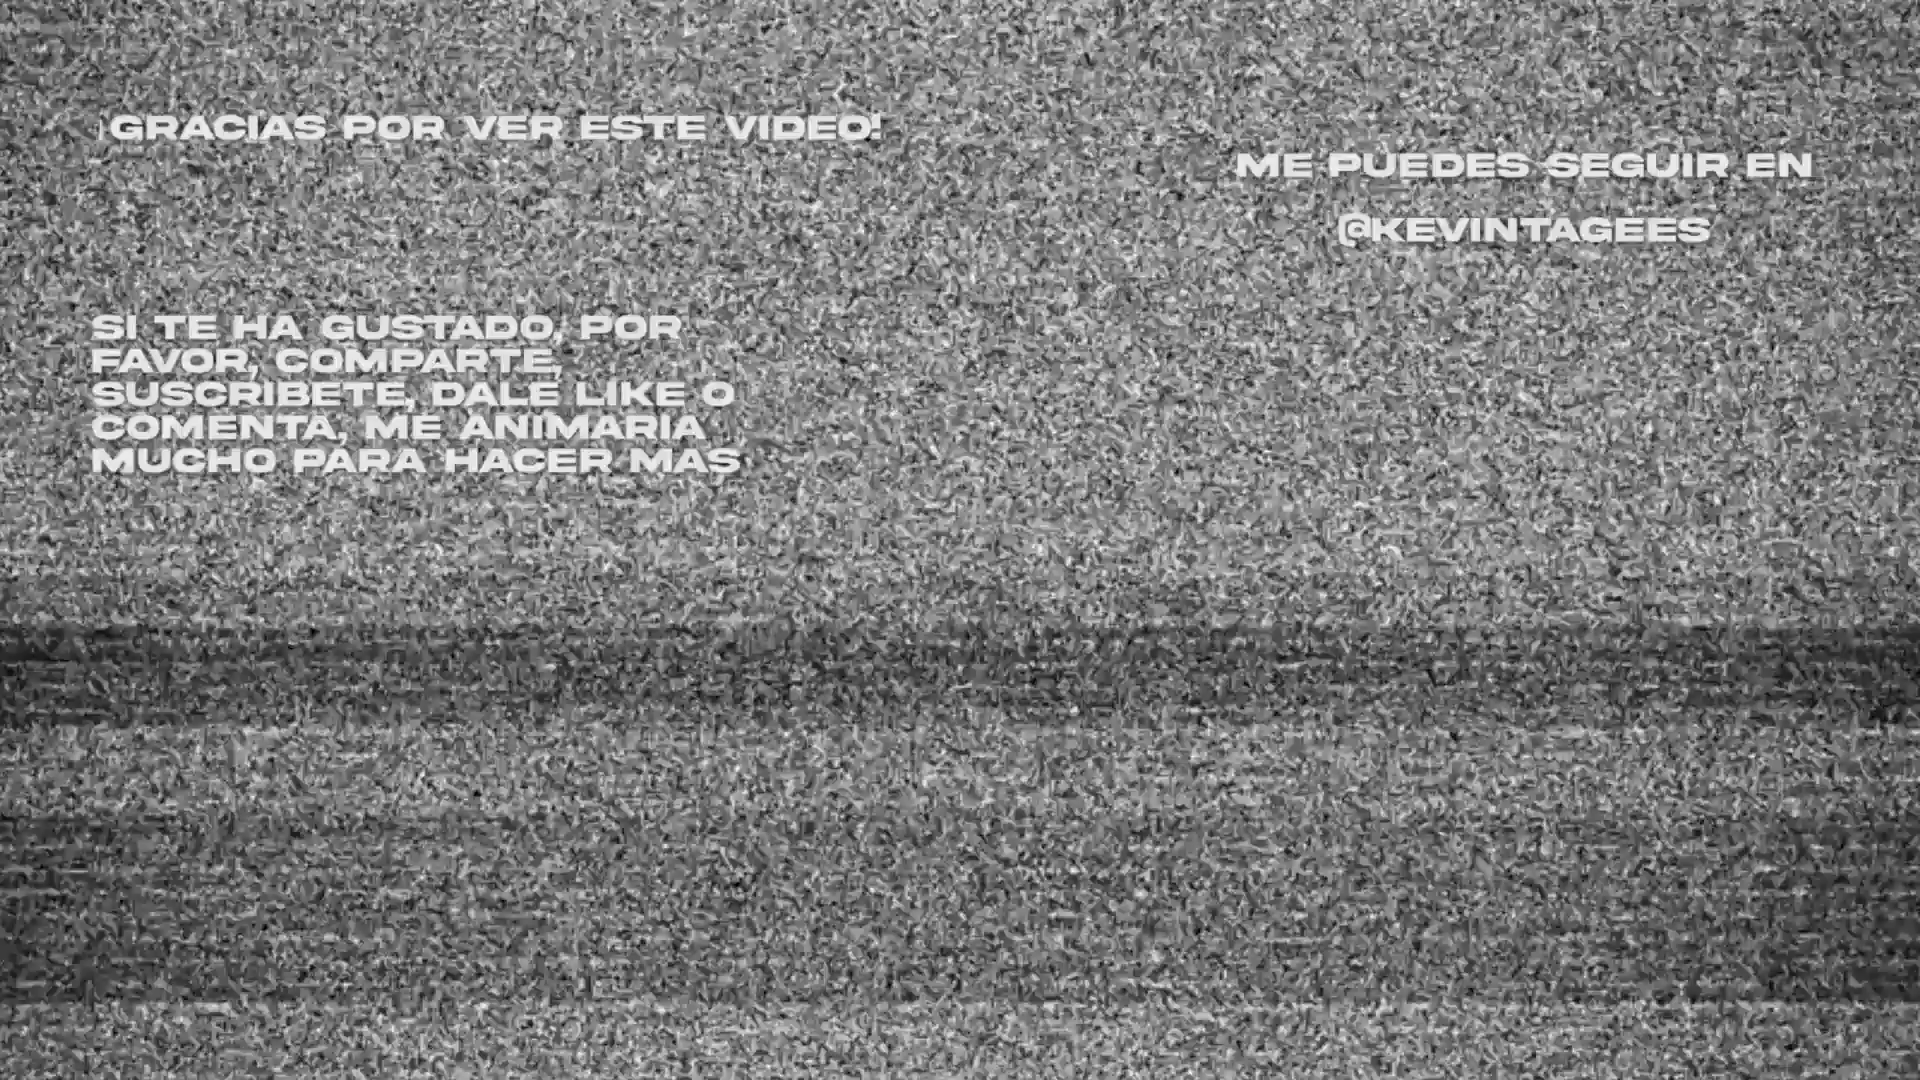 ¡GRACIAS POR VER ESTE VIDEO!
ME PUEDES SEGUIR EN
@KEVINTAGEES
SI TE HA GUSTADO, POR
FAVOR, COMPARTE,
SUSCRIBETE, DALE LIKE O
COMENTA, ME ANIMARIA
MUCHO PARA HACER MAS